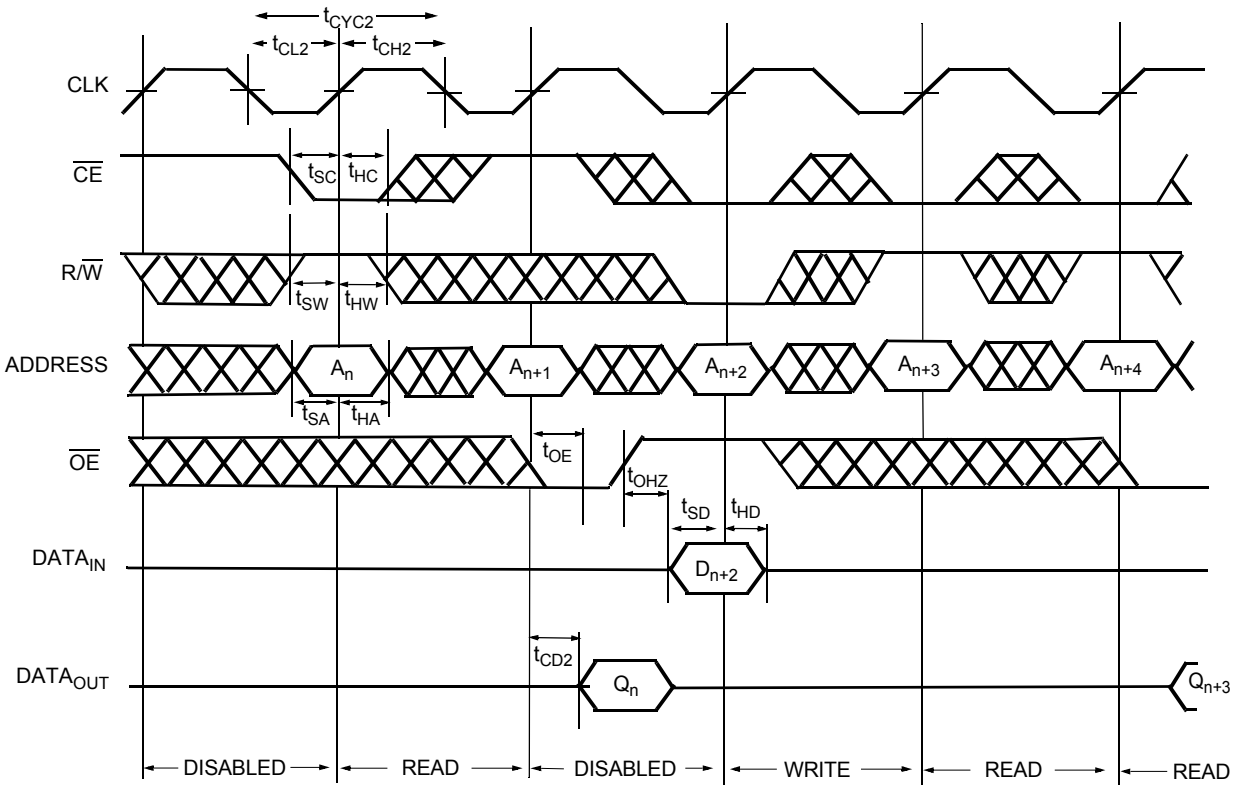 tCYC2
tCL2 tCH2
CLK
CE tSC tHC
R/W tSW tHW
ADDRESS An An+1 An+2 An+3 An+4
tSA tHA
OE tOE
tOHZ tSD tHD
DATAIN Dn+2
tCD2
DATAOUT Qn Qn+3
DISABLED READ DISABLED WRITE READ READ